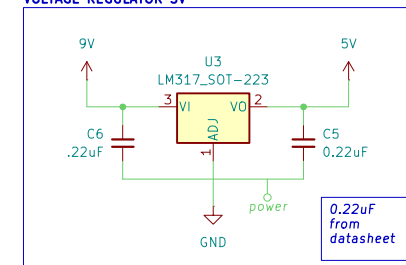 VOLTAGE REGULATOR 5V
9V
5V
U3
LM317_SOT-223
3 VI
VO 2
ADJ
1
C6
.22uF
C5
0.22uF
power
GND
0.22uF
from
datasheet